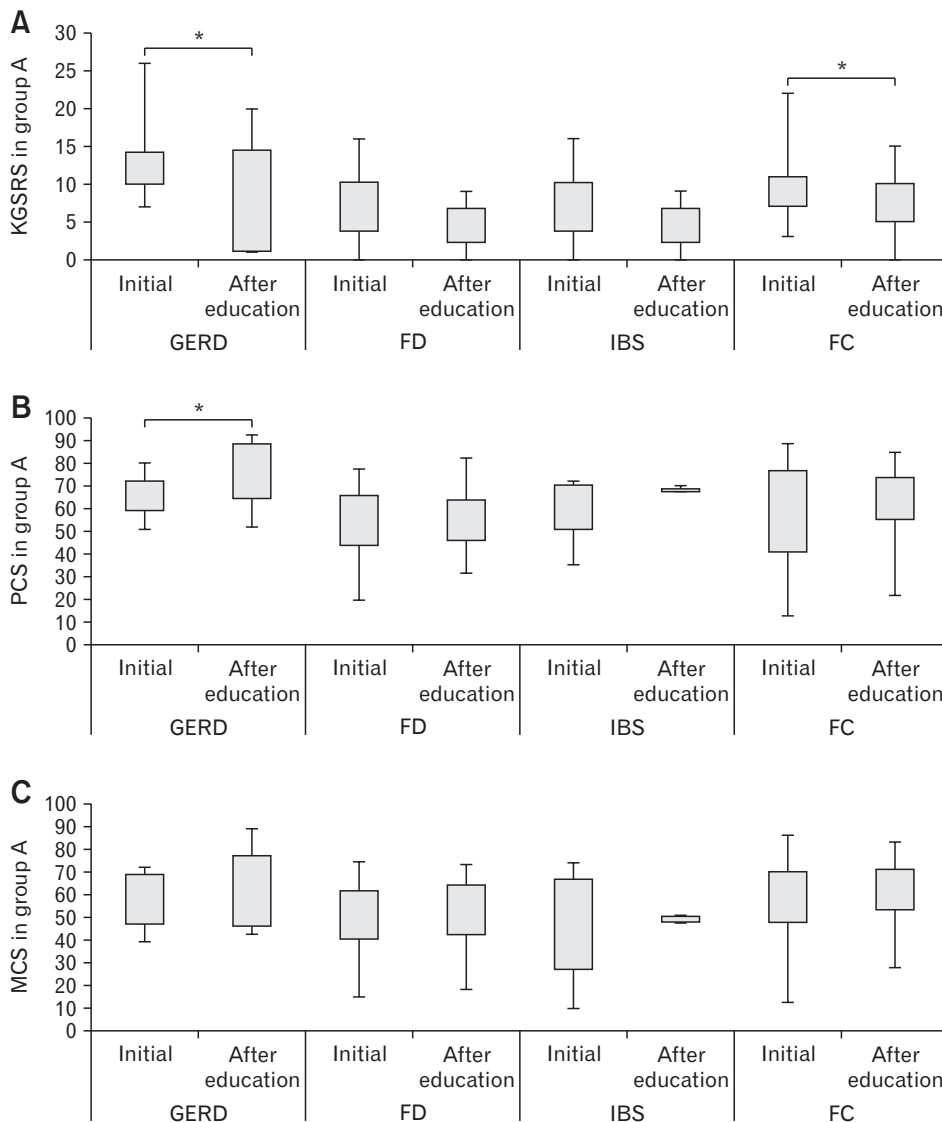 A
KGSRS in group A
30
25
20
15
10
5
0
*
*
Initial After education Initial After education Initial After education Initial After education
GERD FD IBS FC
B
PCS in group A
100
90
80
70
60
50
40
30
20
10
0
*
Initial After education Initial After education Initial After education Initial After education
GERD FD IBS FC
C
MCS in group A
100
90
80
70
60
50
40
30
20
10
0
Initial After education Initial After education Initial After education Initial After education
GERD FD IBS FC